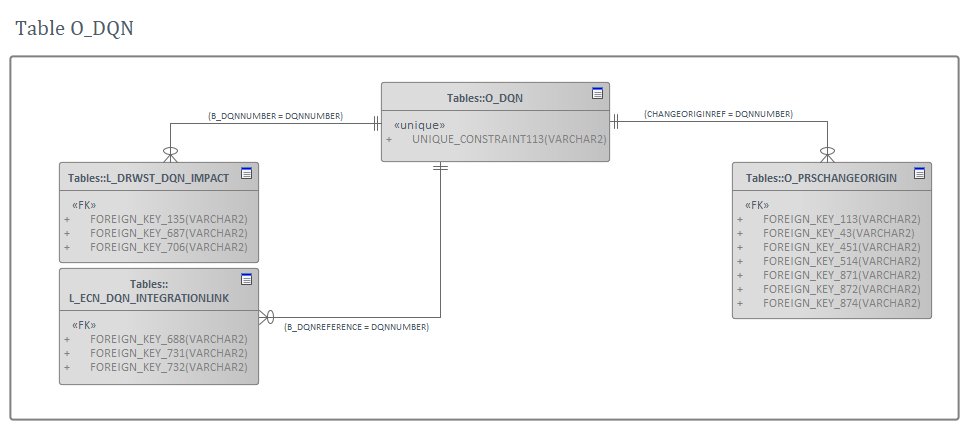 Table O_DQN
Tables::O_DQN
«unique»
+ UNIQUE_CONSTRAINT113(VARCHAR2)
(B_DQNNUMBER = DQNNUMBER)
(CHANGEORIGINREF = DQNNUMBER)
Tables::L_DRWST_DQN_IMPACT
«FK»
+ FOREIGN_KEY_135(VARCHAR2)
+ FOREIGN_KEY_687(VARCHAR2)
+ FOREIGN_KEY_706(VARCHAR2)
Tables::O_PRSCHANGEORIGIN
«FK»
+ FOREIGN_KEY_113(VARCHAR2)
+ FOREIGN_KEY_43(VARCHAR2)
+ FOREIGN_KEY_451(VARCHAR2)
+ FOREIGN_KEY_514(VARCHAR2)
+ FOREIGN_KEY_871(VARCHAR2)
+ FOREIGN_KEY_872(VARCHAR2)
+ FOREIGN_KEY_874(VARCHAR2)
Tables::
L_ECN_DQN_INTEGRATIONLINK
«FK»
+ FOREIGN_KEY_688(VARCHAR2)
+ FOREIGN_KEY_731(VARCHAR2)
+ FOREIGN_KEY_732(VARCHAR2)
(B_DQNREFERENCE = DQNNUMBER)